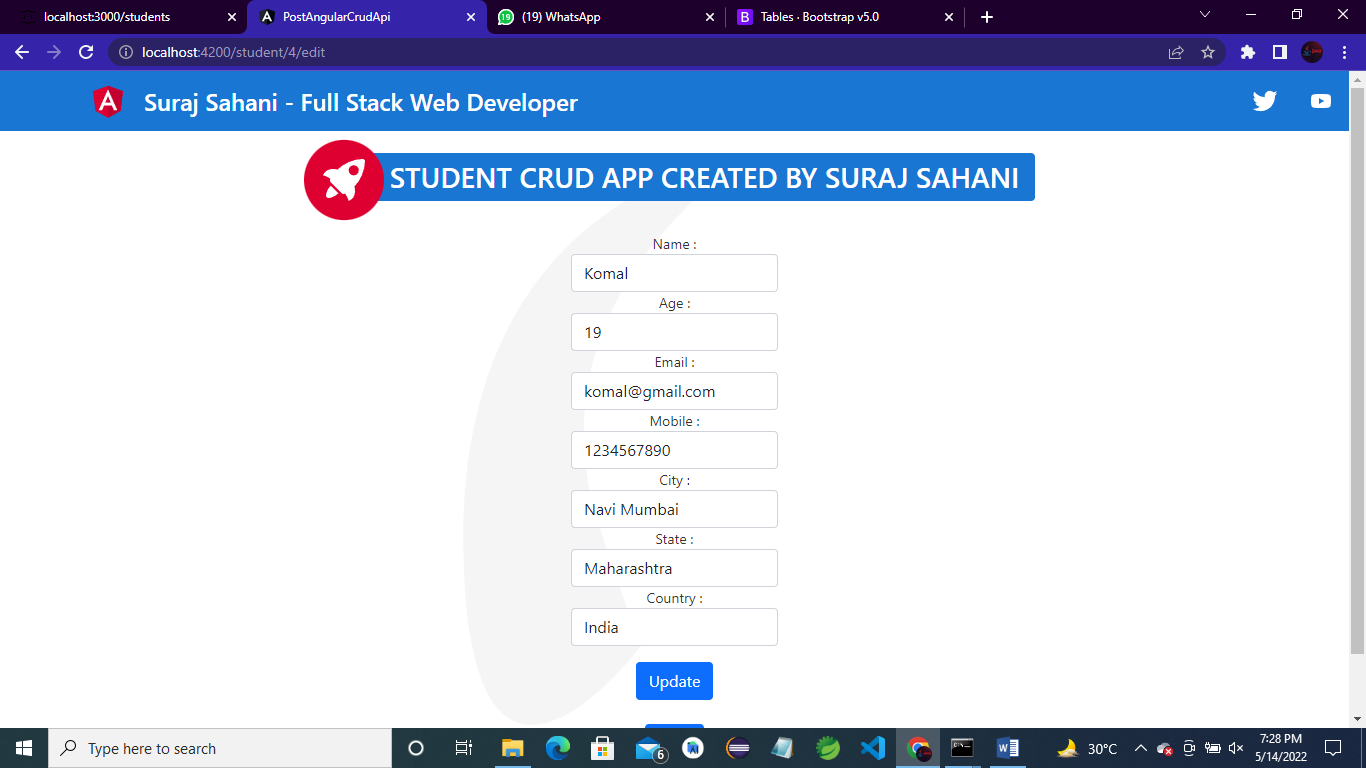 localhost:3000/students
PostAngularCrudApi
19
(19) WhatsApp
B
Tables · Bootstrap v5.0
localhost:4200/student/4/edit
A
Suraj Sahani - Full Stack Web Developer
STUDENT CRUD APP CREATED BY SURAJ SAHANI
Name :
Komal
Age :
19
Email :
komal@gmail.com
Mobile :
1234567890
City :
Navi Mumbai
State :
Maharashtra
Country :
India
Update
Type here to search
6
30°C
7:28 PM
5/14/2022